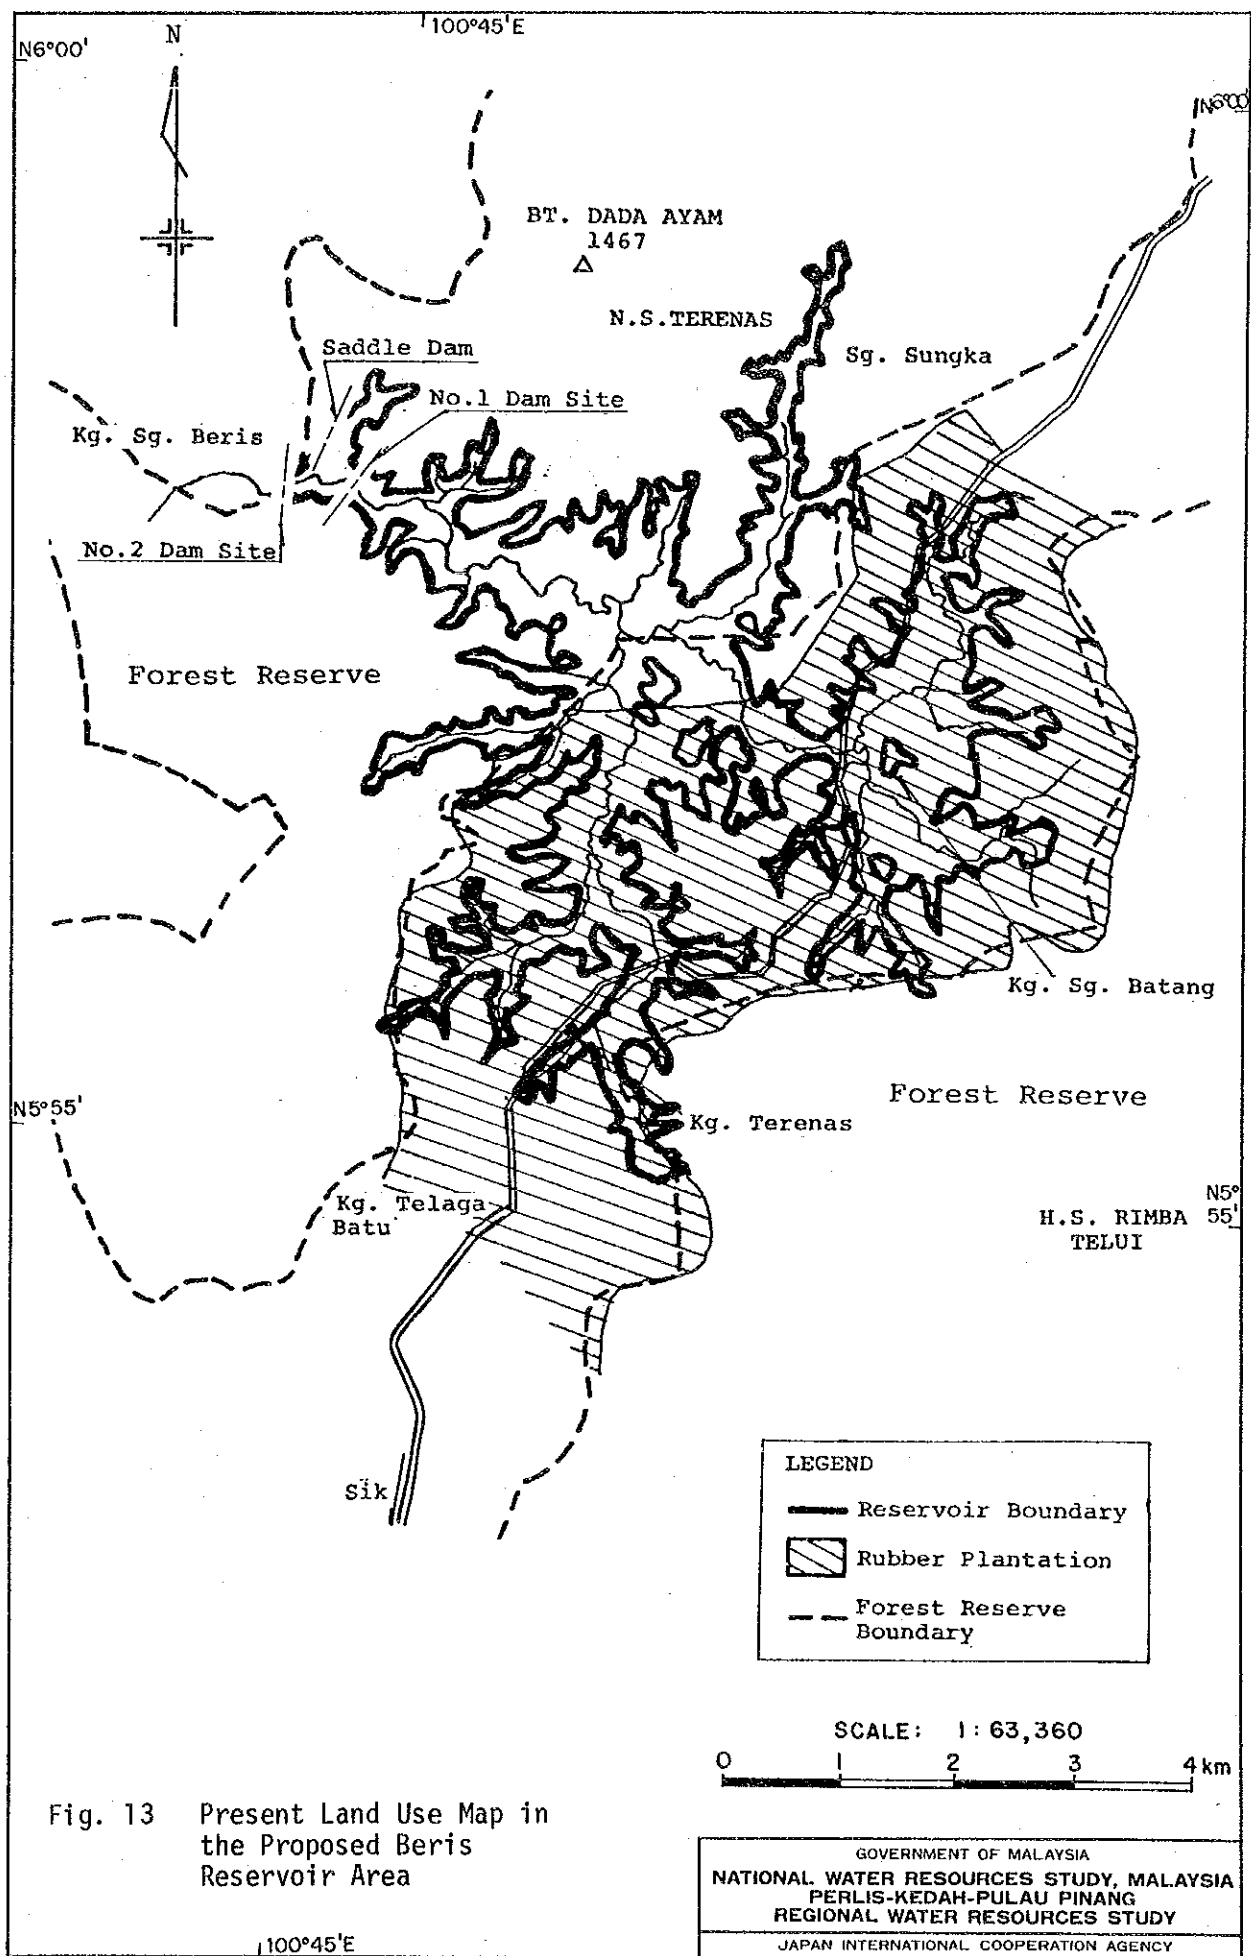 100°45'E
N6°00'
N
N6°00'
BT. DADA AYAM
1467
N.S.TERENAS
Sg. Sungka
Saddle Dam
No.1 Dam Site
Kg. Sg. Beris
No.2 Dam Site
Forest Reserve
Kg. Sg. Batang
Forest Reserve
N5°55'
Kg. Terenas
Kg. Telaga
Batu
N5°
55'
H.S. RIMBA
TELUI
Sik
LEGEND
Reservoir Boundary
Rubber Plantation
Forest Reserve
Boundary
SCALE: 1:63,360
0 1 2 3 4 km
Fig. 13 Present Land Use Map in
the Proposed Beris
Reservoir Area
GOVERNMENT OF MALAYSIA
NATIONAL WATER RESOURCES STUDY, MALAYSIA
PERLIS-KEDAH-PULAU PINANG
REGIONAL WATER RESOURCES STUDY
JAPAN INTERNATIONAL COOPERATION AGENCY
100°45'E